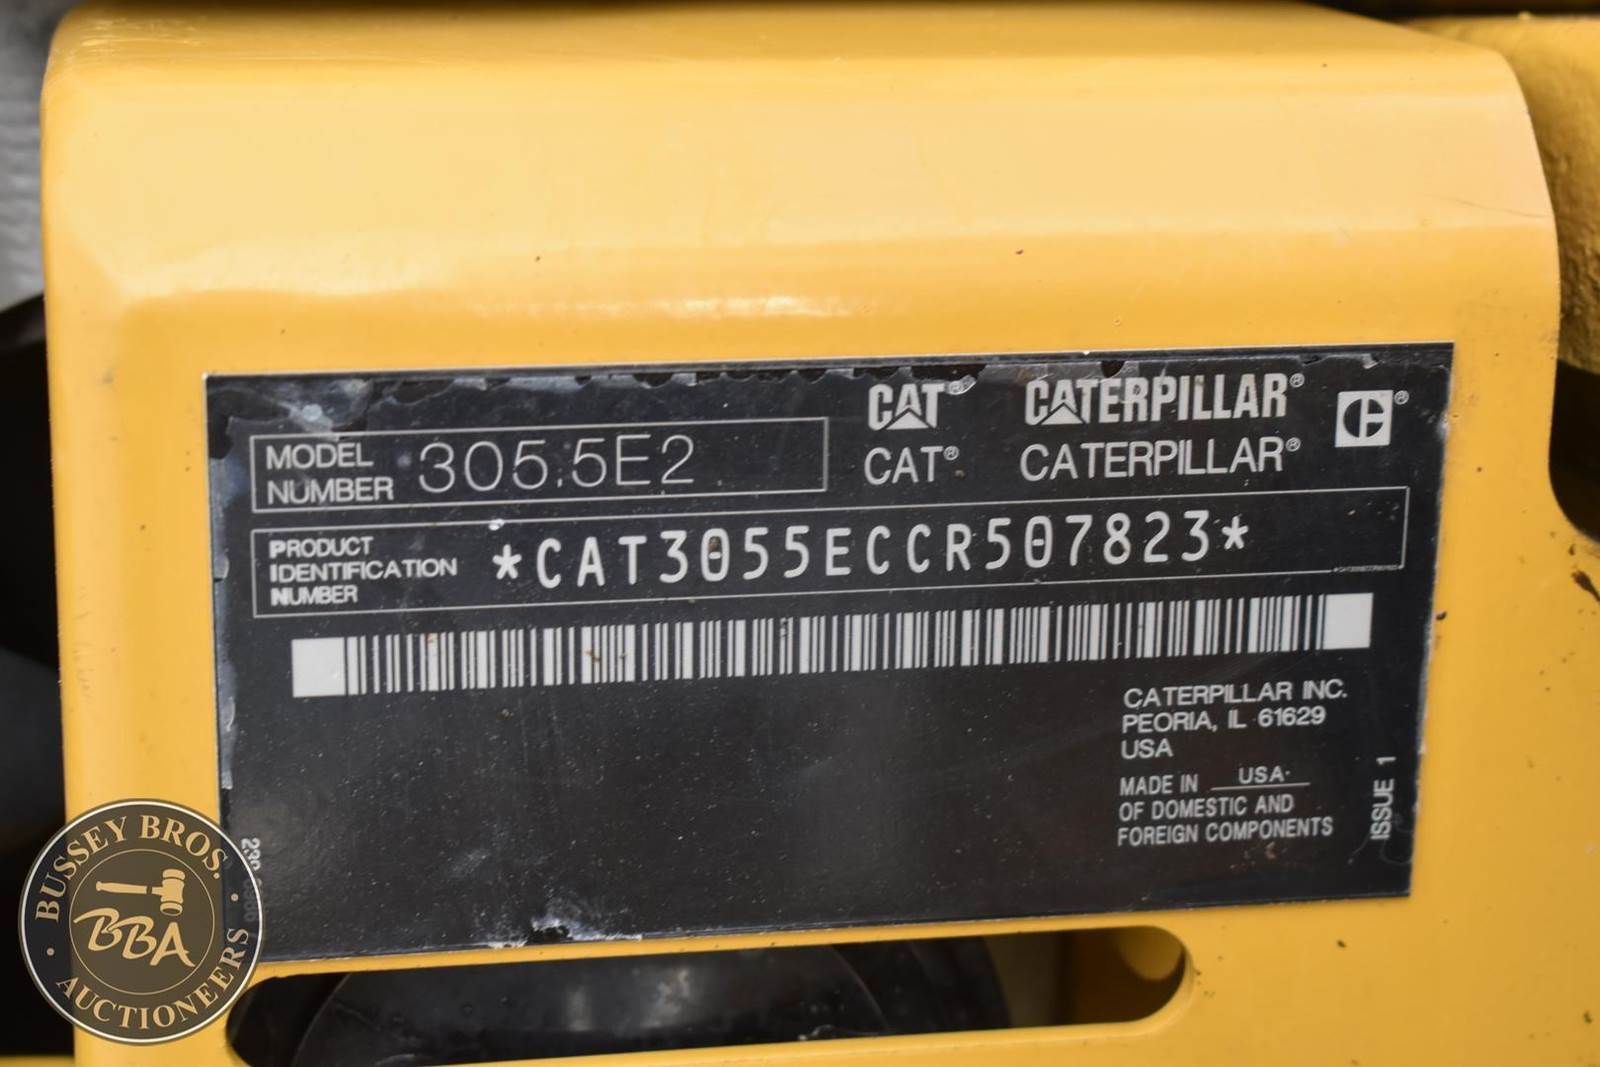 CAT® CATERPILLAR® ®
MODEL NUMBER 305.5E2
CAT® CATERPILLAR®
PRODUCT IDENTIFICATION NUMBER *CAT3055ECCR507823*
CATERPILLAR INC.
PEORIA, IL 61629
USA
MADE IN USA
OF DOMESTIC AND
FOREIGN COMPONENTS
ISSUE 1
BUSSEY BROS.
BBA
AUCTIONEERS